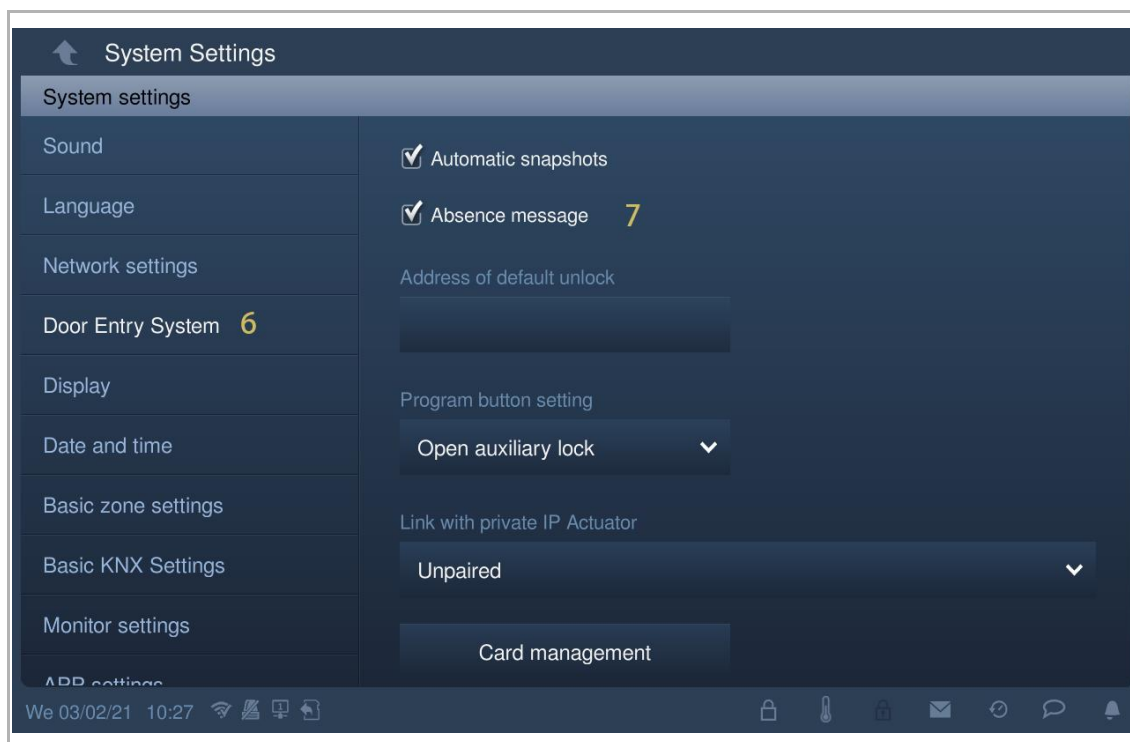 System Settings
System settings
Sound
Language
Network settings
Door Entry System 6
Display
Date and time
Basic zone settings
Basic KNX Settings
Monitor settings
APP settings
Automatic snapshots
Absence message 7
Address of default unlock
Program button setting
Open auxiliary lock
Link with private IP Actuator
Unpaired
Card management
We 03/02/21 10:27